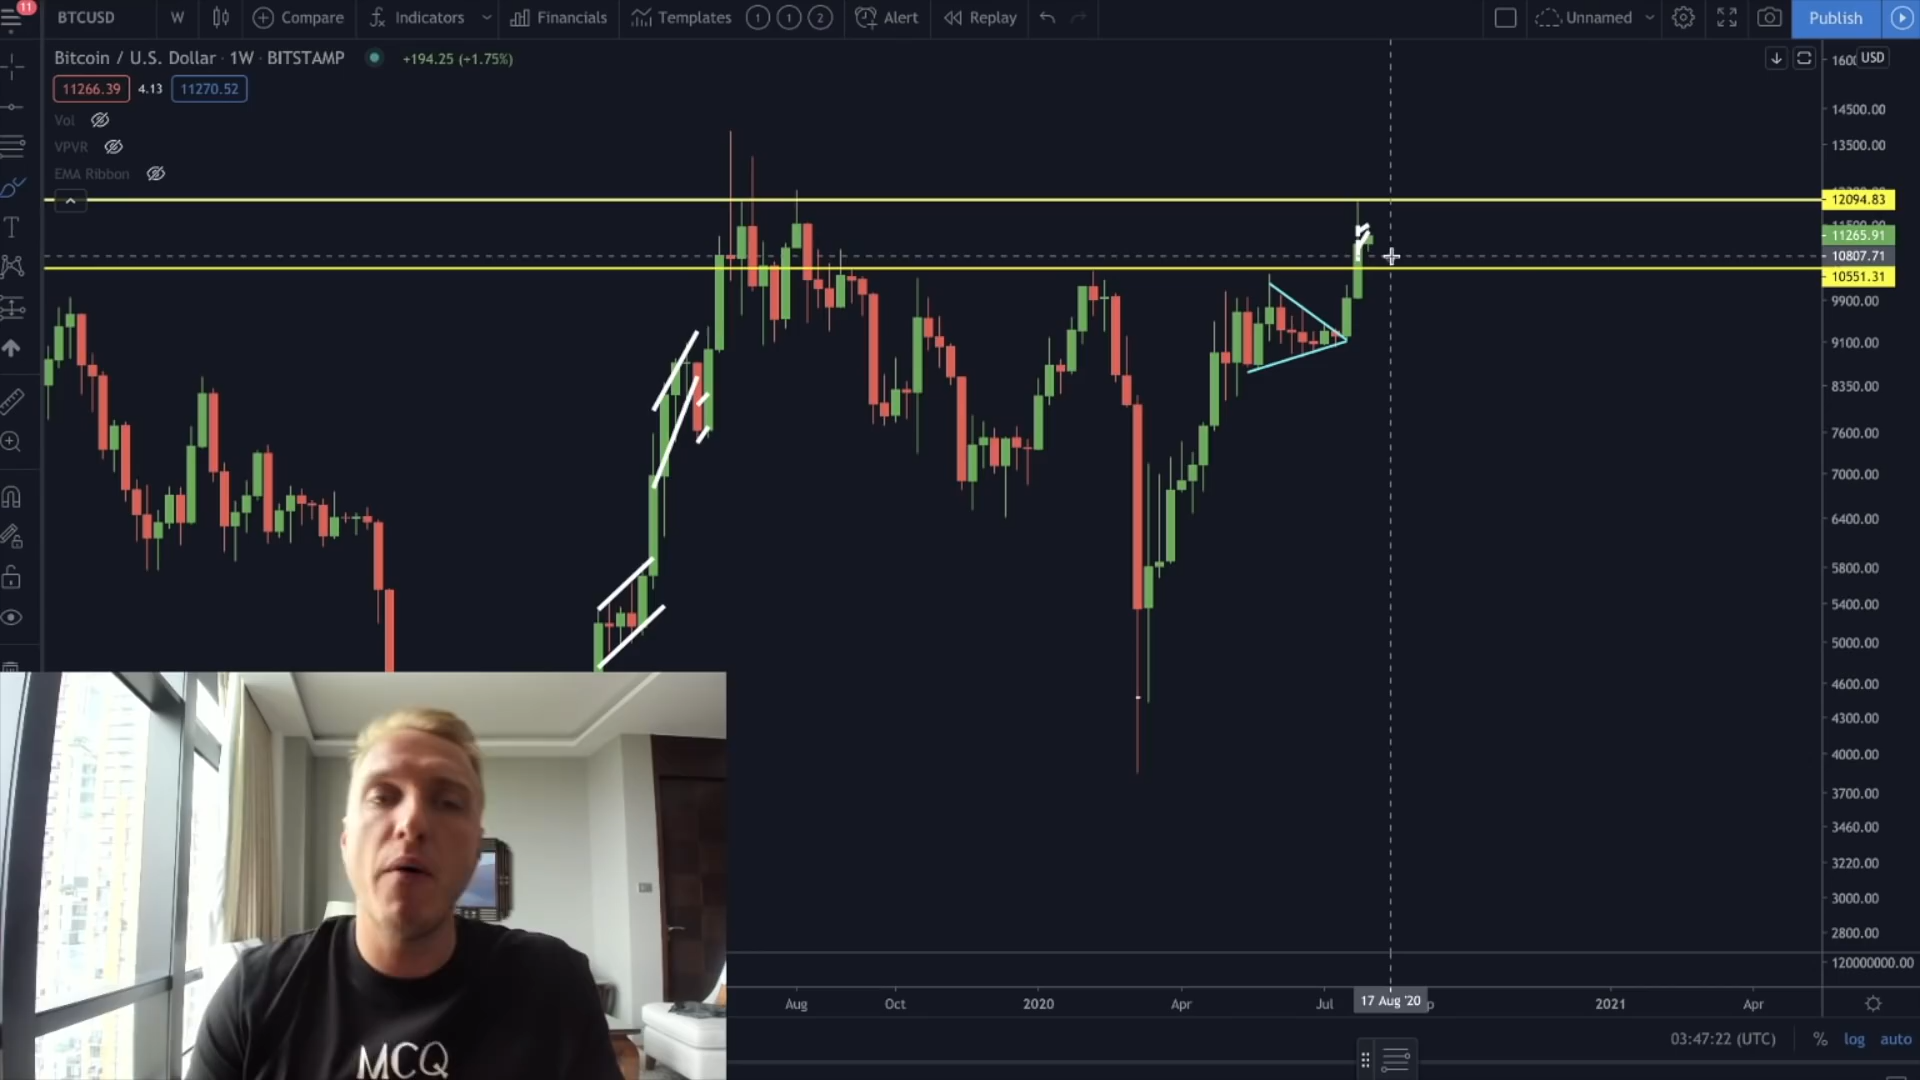 11
BTCUSD W Compare Indicators Financials Templates 1 1 2 Alert Replay Unnamed Publish
Bitcoin / U.S. Dollar · 1W · BITSTAMP +194.25 (+1.75%)
11266.39 4.13 11270.52
Vol
VPVR
EMA Ribbon
USD
14500.00
13500.00
12094.83
11265.91
10807.71
10551.31
9900.00
9100.00
8350.00
7600.00
7000.00
6400.00
5800.00
5400.00
5000.00
4600.00
4300.00
4000.00
3700.00
3460.00
3220.00
3000.00
2800.00
120000000.00
Aug Oct 2020 Apr Jul 17 Aug '20 2021 Apr
03:47:22 (UTC) % log auto
MCQ